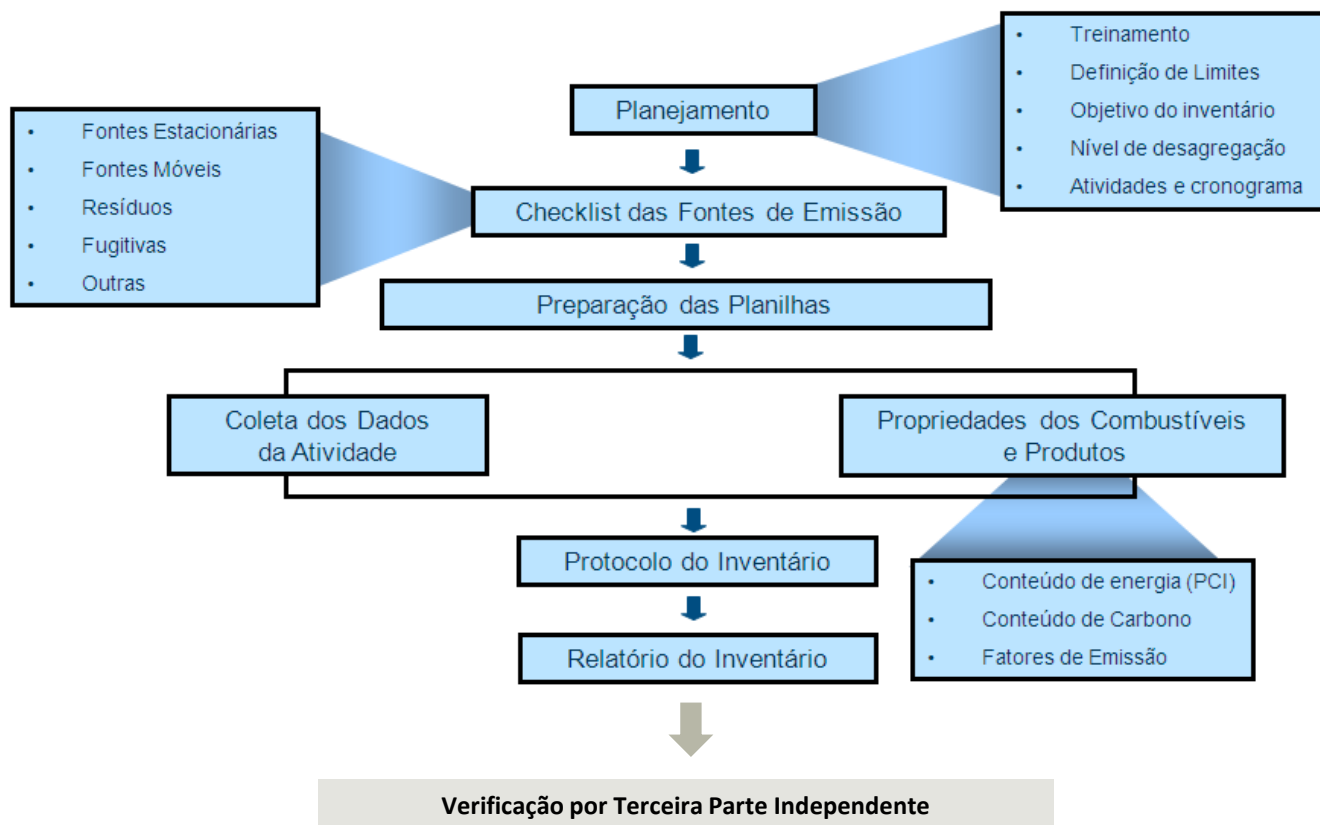 Planejamento
• Treinamento
• Definição de Limites
• Objetivo do inventário
• Nível de desagregação
• Atividades e cronograma
Checklist das Fontes de Emissão
• Fontes Estacionárias
• Fontes Móveis
• Resíduos
• Fugitivas
• Outras
Preparação das Planilhas
Coleta dos Dados
da Atividade
Propriedades dos Combustíveis
e Produtos
• Conteúdo de energia (PCI)
• Conteúdo de Carbono
• Fatores de Emissão
Protocolo do Inventário
Relatório do Inventário
Verificação por Terceira Parte Independente